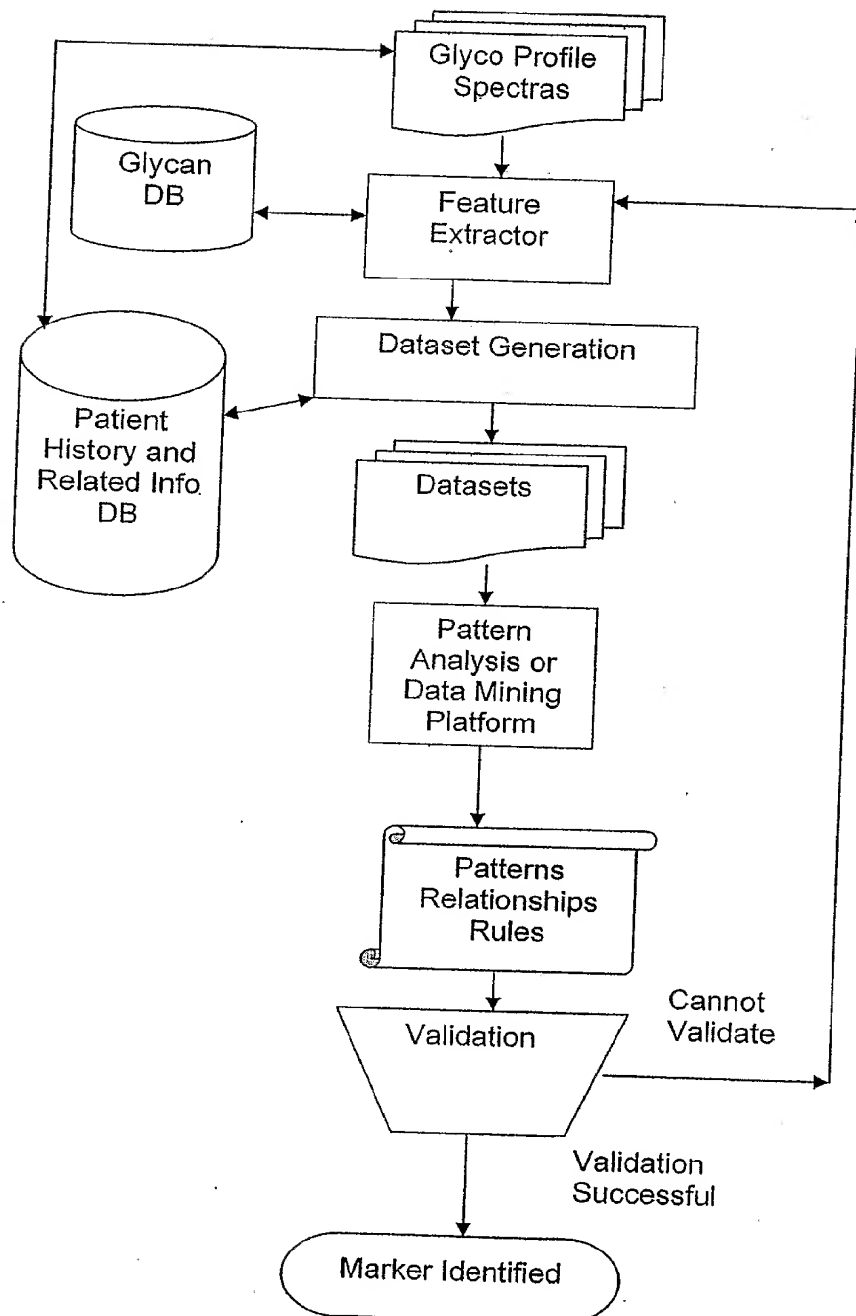 Glyco Profile
Spectras
Glycan
DB
Feature
Extractor
Dataset Generation
Patient
History and
Related Info.
DB
Datasets
Pattern
Analysis or
Data Mining
Platform
Patterns
Relationships
Rules
Validation
Cannot
Validate
Validation
Successful
Marker Identified